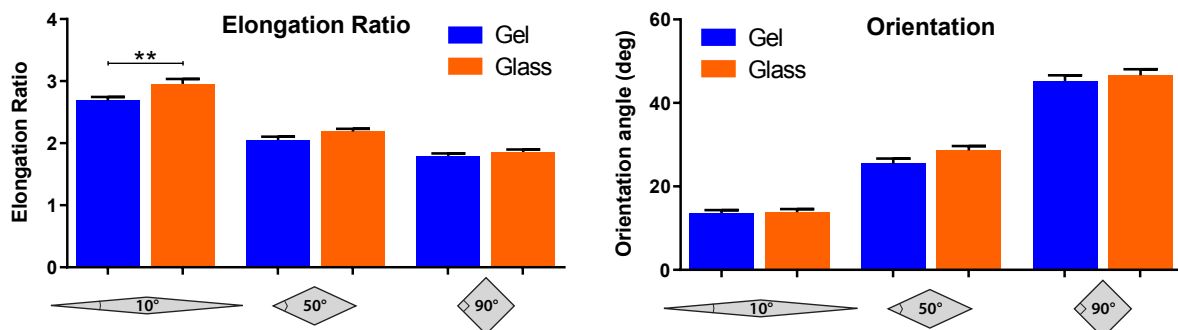 Elongation Ratio
Gel
Glass
**
Elongation Ratio
4
3
2
1
0
10°
50°
90°
Orientation
Gel
Glass
Orientation angle (deg)
60
40
20
0
10°
50°
90°